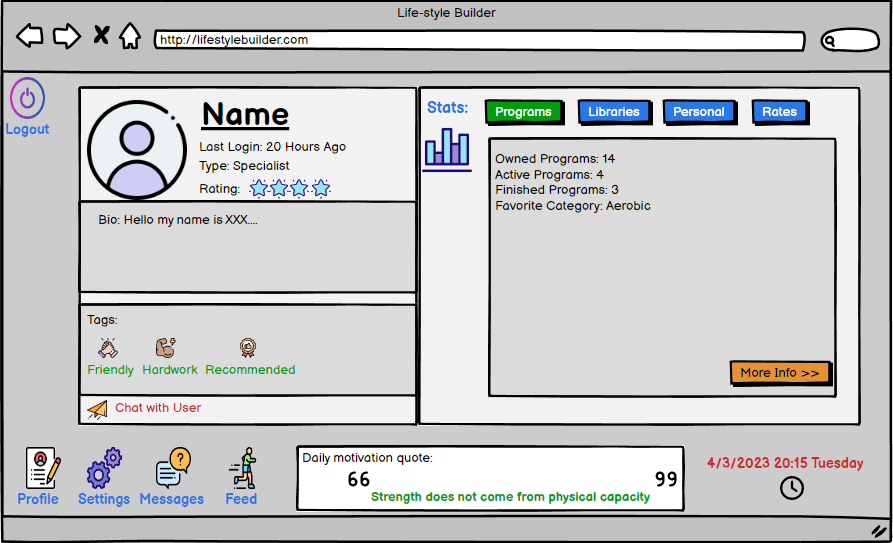 Life-style Builder
http://lifestylebuilder.com
Logout
Name
Last Login: 20 Hours Ago
Type: Specialist
Rating:
Bio: Hello my name is XXX....
Tags:
Friendly Hardwork Recommended
Chat with User
Stats:
Programs Libraries Personal Rates
Owned Programs: 14
Active Programs: 4
Finished Programs: 3
Favorite Category: Aerobic
More Info >>
Profile Settings Messages Feed
Daily motivation quote:
66 99
Strength does not come from physical capacity
4/3/2023 20:15 Tuesday